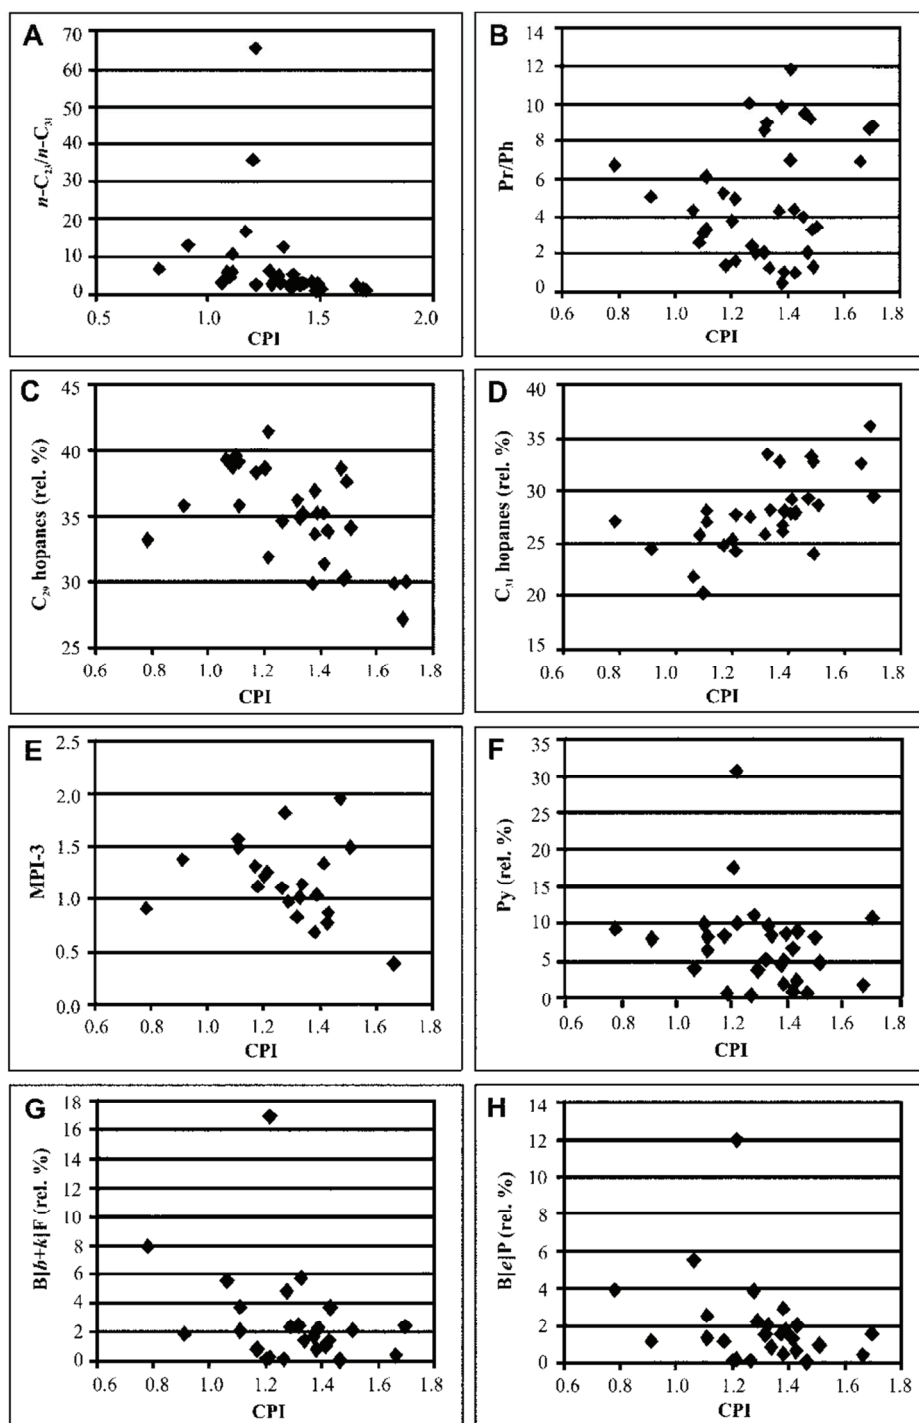 A
n-C₂₃/n-C₃₁
70
60
50
40
30
20
10
0
0.5 1.0 1.5 2.0
CPI
B
Pr/Ph
14
12
10
8
6
4
2
0
0.6 0.8 1.0 1.2 1.4 1.6 1.8
CPI
C
C₂₉ hopanes (rel. %)
45
40
35
30
25
0.6 0.8 1.0 1.2 1.4 1.6 1.8
CPI
D
C₃₁ hopanes (rel. %)
40
35
30
25
20
15
0.6 0.8 1.0 1.2 1.4 1.6 1.8
CPI
E
MPI-3
2.5
2.0
1.5
1.0
0.5
0.0
0.6 0.8 1.0 1.2 1.4 1.6 1.8
CPI
F
Py (rel. %)
35
30
25
20
15
10
5
0
0.6 0.8 1.0 1.2 1.4 1.6 1.8
CPI
G
B[b+k]F (rel. %)
18
16
14
12
10
8
6
4
2
0
0.6 0.8 1.0 1.2 1.4 1.6 1.8
CPI
H
B[e]P (rel. %)
14
12
10
8
6
4
2
0
0.6 0.8 1.0 1.2 1.4 1.6 1.8
CPI